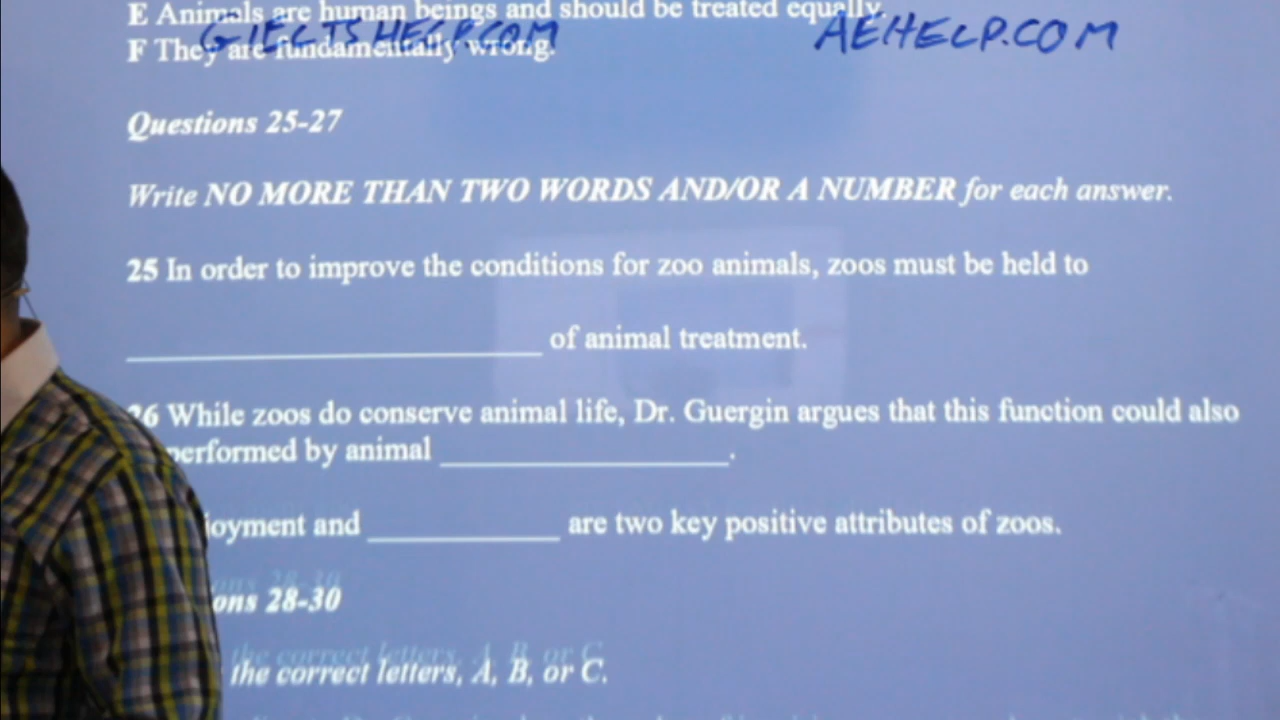 E Animals are human beings and should be treated equally.
GIELTSHELP.COM
AEHELP.COM
F They are fundamentally wrong.
Questions 25-27
Write NO MORE THAN TWO WORDS AND/OR A NUMBER for each answer.
25 In order to improve the conditions for zoo animals, zoos must be held to
______________ of animal treatment.
26 While zoos do conserve animal life, Dr. Guergin argues that this function could also
performed by animal ______________.
joyment and ______________ are two key positive attributes of zoos.
ons 28-30
the correct letters, A, B, or C.